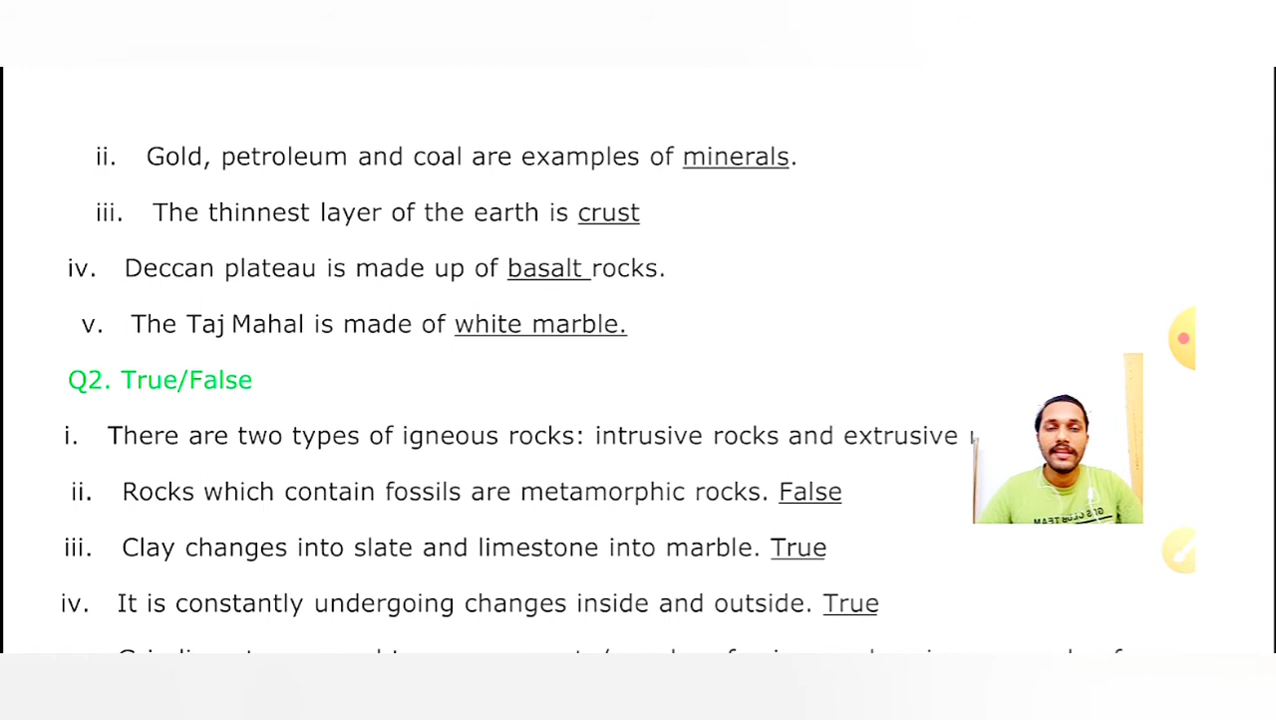 ii. Gold, petroleum and coal are examples of minerals.
iii. The thinnest layer of the earth is crust
iv. Deccan plateau is made up of basalt rocks.
v. The Taj Mahal is made of white marble.
Q2. True/False
i. There are two types of igneous rocks: intrusive rocks and extrusive
ii. Rocks which contain fossils are metamorphic rocks. False
iii. Clay changes into slate and limestone into marble. True
iv. It is constantly undergoing changes inside and outside. True